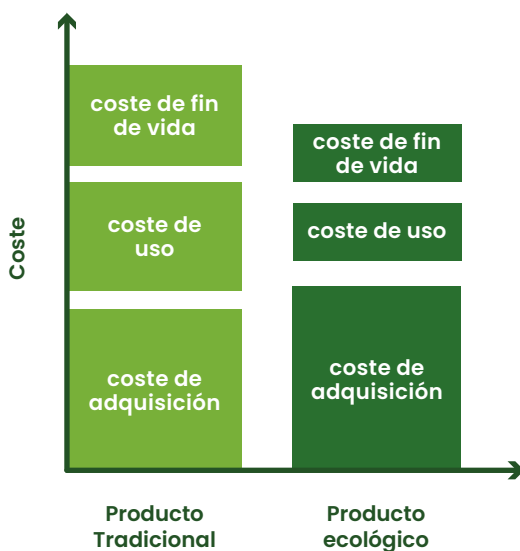 Coste
coste de fin
de vida
coste de
uso
coste de
adquisición
coste de fin
de vida
coste de uso
coste de
adquisición
Producto
Tradicional
Producto
ecológico